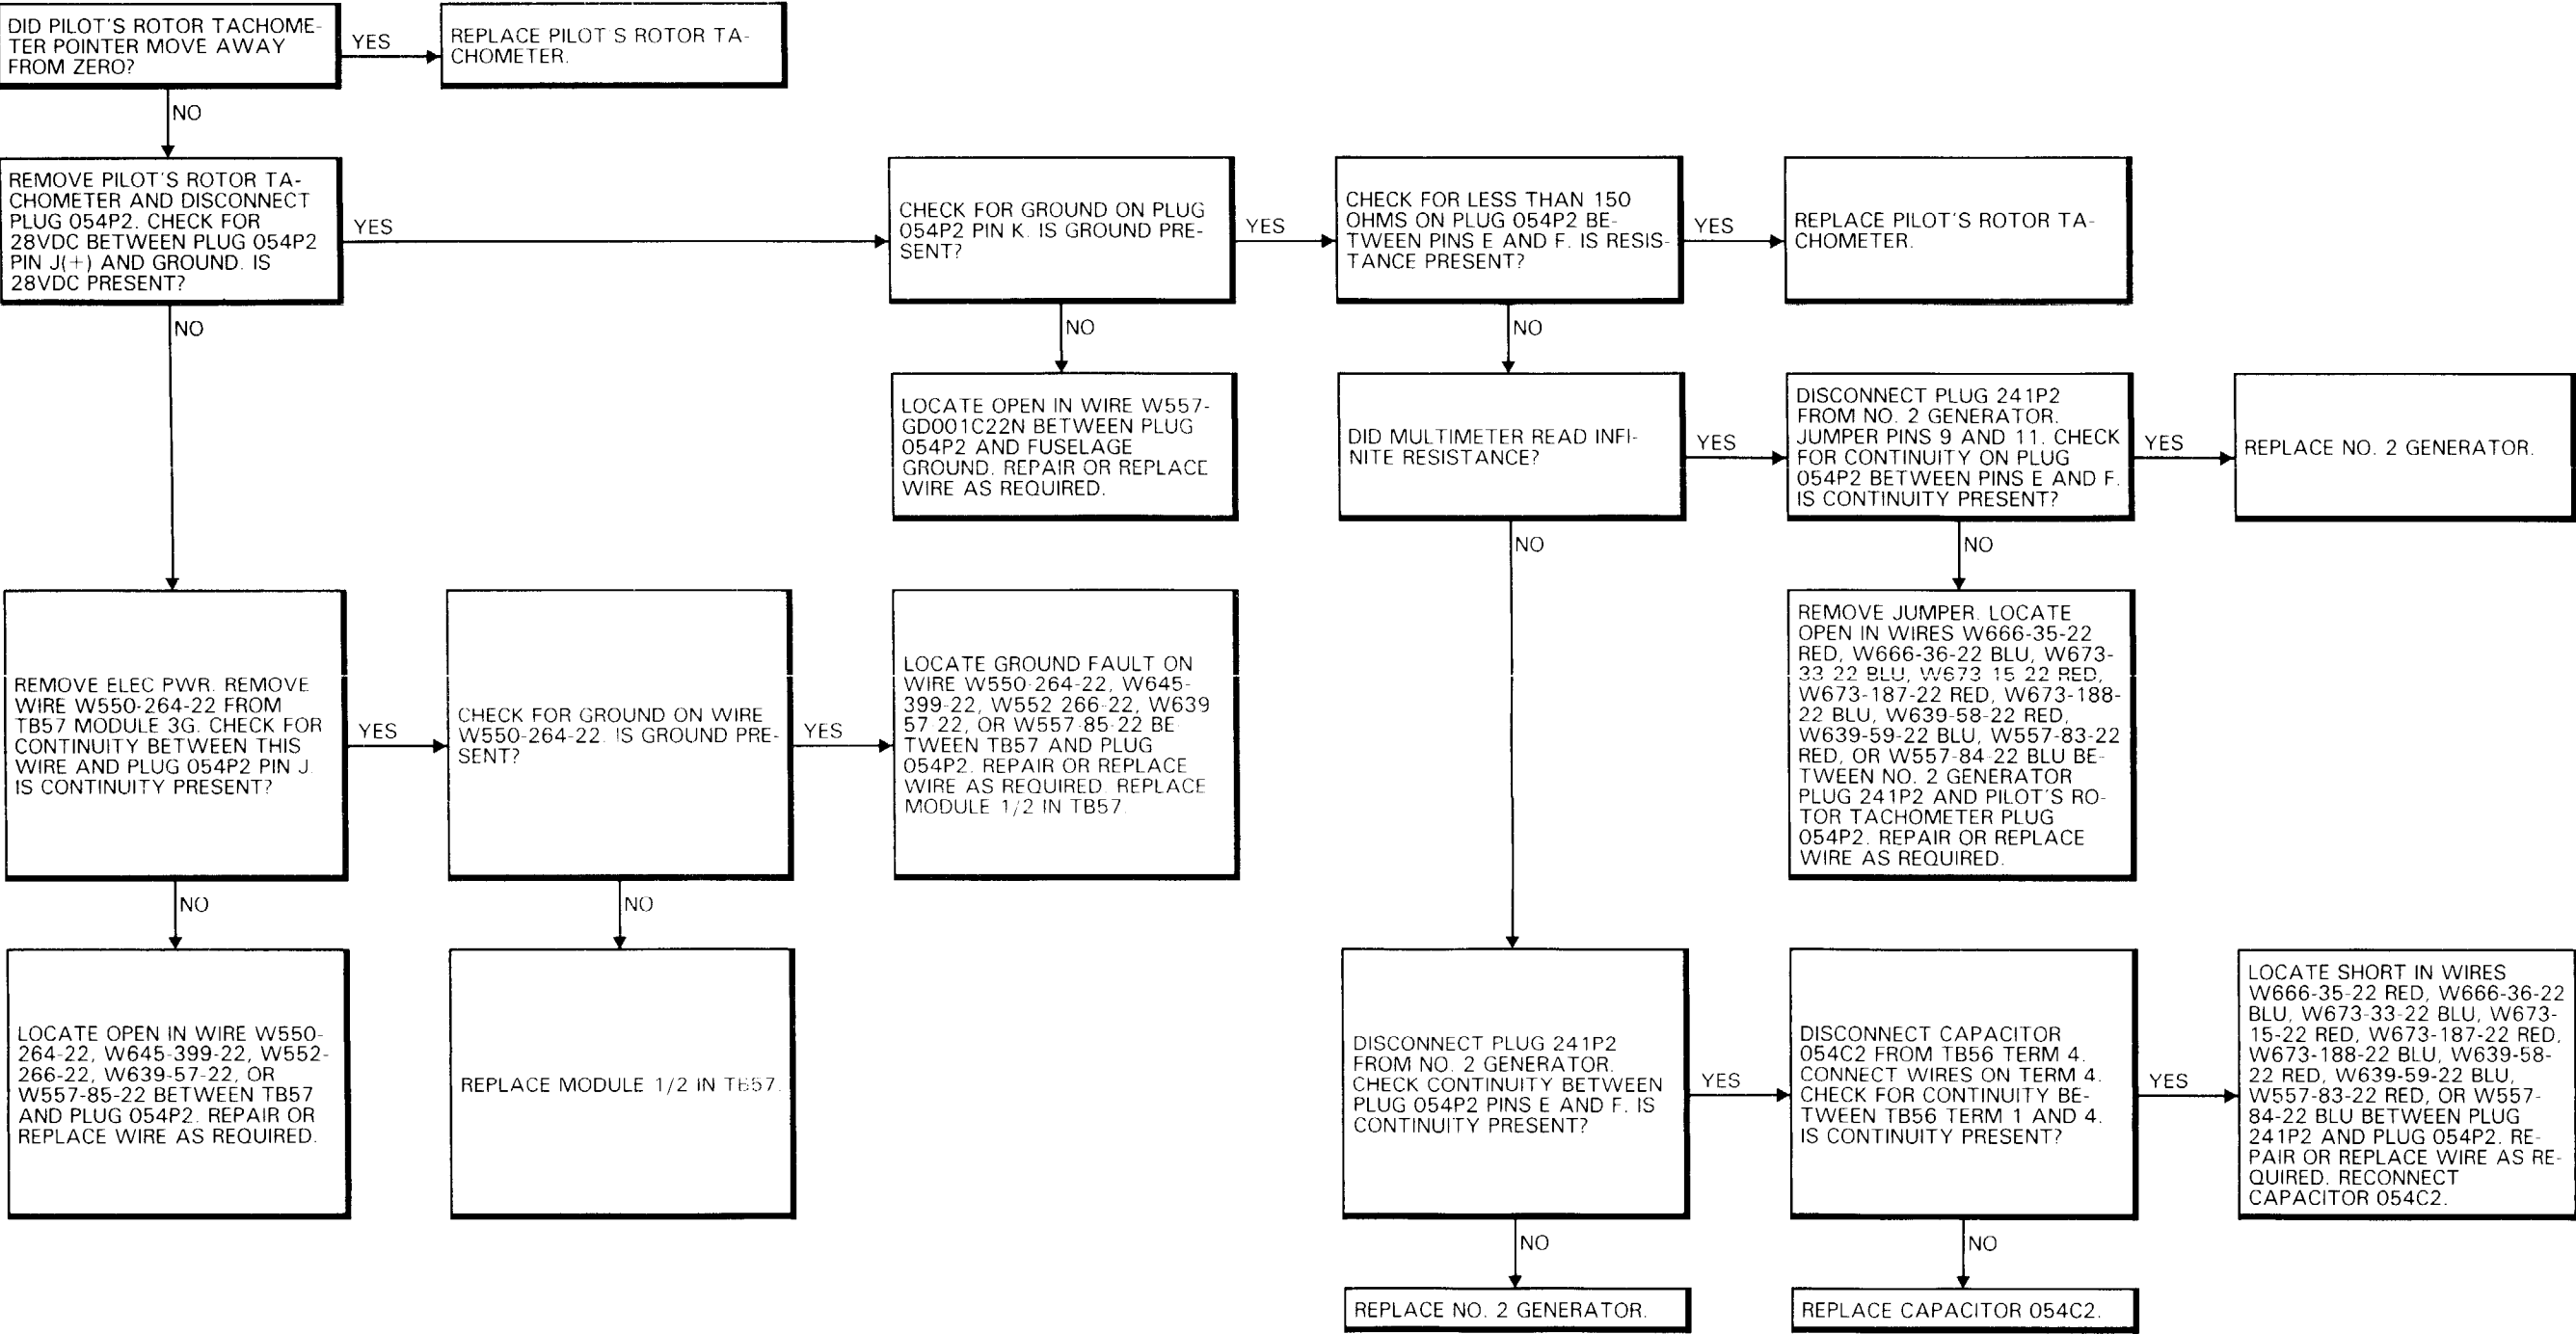 DID PILOT'S ROTOR TACHOME-
TER POINTER MOVE AWAY
FROM ZERO?
YES
REPLACE PILOT S ROTOR TA-
CHOMETER.
NO
REMOVE PILOT'S ROTOR TA-
CHOMETER AND DISCONNECT
PLUG 054P2. CHECK FOR
28VDC BETWEEN PLUG 054P2
PIN J(+) AND GROUND. IS
28VDC PRESENT?
YES
CHECK FOR GROUND ON PLUG
054P2 PIN K. IS GROUND PRE-
SENT?
YES
CHECK FOR LESS THAN 150
OHMS ON PLUG 054P2 BE-
TWEEN PINS E AND F. IS RESIS-
TANCE PRESENT?
YES
REPLACE PILOT'S ROTOR TA-
CHOMETER.
NO
NO
NO
LOCATE OPEN IN WIRE W557-
GD001C22N BETWEEN PLUG
054P2 AND FUSELAGE
GROUND. REPAIR OR REPLACE
WIRE AS REQUIRED.
DID MULTIMETER READ INFI-
NITE RESISTANCE?
YES
DISCONNECT PLUG 241P2
FROM NO. 2 GENERATOR.
JUMPER PINS 9 AND 11. CHECK
FOR CONTINUITY ON PLUG
054P2 BETWEEN PINS E AND F.
IS CONTINUITY PRESENT?
YES
REPLACE NO. 2 GENERATOR.
NO
NO
REMOVE ELEC PWR. REMOVE
WIRE W550-264-22 FROM
TB57 MODULE 3G. CHECK FOR
CONTINUITY BETWEEN THIS
WIRE AND PLUG 054P2 PIN J.
IS CONTINUITY PRESENT?
YES
CHECK FOR GROUND ON WIRE
W550-264-22. IS GROUND PRE-
SENT?
YES
LOCATE GROUND FAULT ON
WIRE W550-264-22, W645-
399-22, W552 266-22, W639
57-22, OR W557-85-22 BE
TWEEN TB57 AND PLUG
054P2. REPAIR OR REPLACE
WIRE AS REQUIRED. REPLACE
MODULE 1/2 IN TB57.
REMOVE JUMPER. LOCATE
OPEN IN WIRES W666-35-22
RED, W666-36-22 BLU, W673-
33-22 BLU, W673-15-22 RED,
W673-187-22 RED, W673-188-
22 BLU, W639-58-22 RED,
W639-59-22 BLU, W557-83-22
RED, OR W557-84-22 BLU BE-
TWEEN NO. 2 GENERATOR
PLUG 241P2 AND PILOT'S RO-
TOR TACHOMETER PLUG
054P2. REPAIR OR REPLACE
WIRE AS REQUIRED.
NO
NO
LOCATE OPEN IN WIRE W550-
264-22, W645-399-22, W552-
266-22, W639-57-22, OR
W557-85-22 BETWEEN TB57
AND PLUG 054P2. REPAIR OR
REPLACE WIRE AS REQUIRED.
REPLACE MODULE 1/2 IN TB57.
DISCONNECT PLUG 241P2
FROM NO. 2 GENERATOR.
CHECK CONTINUITY BETWEEN
PLUG 054P2 PINS E AND F. IS
CONTINUITY PRESENT?
YES
DISCONNECT CAPACITOR
054C2 FROM TB56 TERM 4.
CONNECT WIRES ON TERM 4.
CHECK FOR CONTINUITY BE-
TWEEN TB56 TERM 1 AND 4.
IS CONTINUITY PRESENT?
YES
LOCATE SHORT IN WIRES
W666-35-22 RED, W666-36-22
BLU, W673-33-22 BLU, W673-
15-22 RED, W673-187-22 RED,
W673-188-22 BLU, W639-58-
22 RED, W639-59-22 BLU,
W557-83-22 RED, OR W557-
84-22 BLU BETWEEN PLUG
241P2 AND PLUG 054P2. RE-
PAIR OR REPLACE WIRE AS RE-
QUIRED. RECONNECT
CAPACITOR 054C2.
NO
NO
REPLACE NO. 2 GENERATOR.
REPLACE CAPACITOR 054C2.